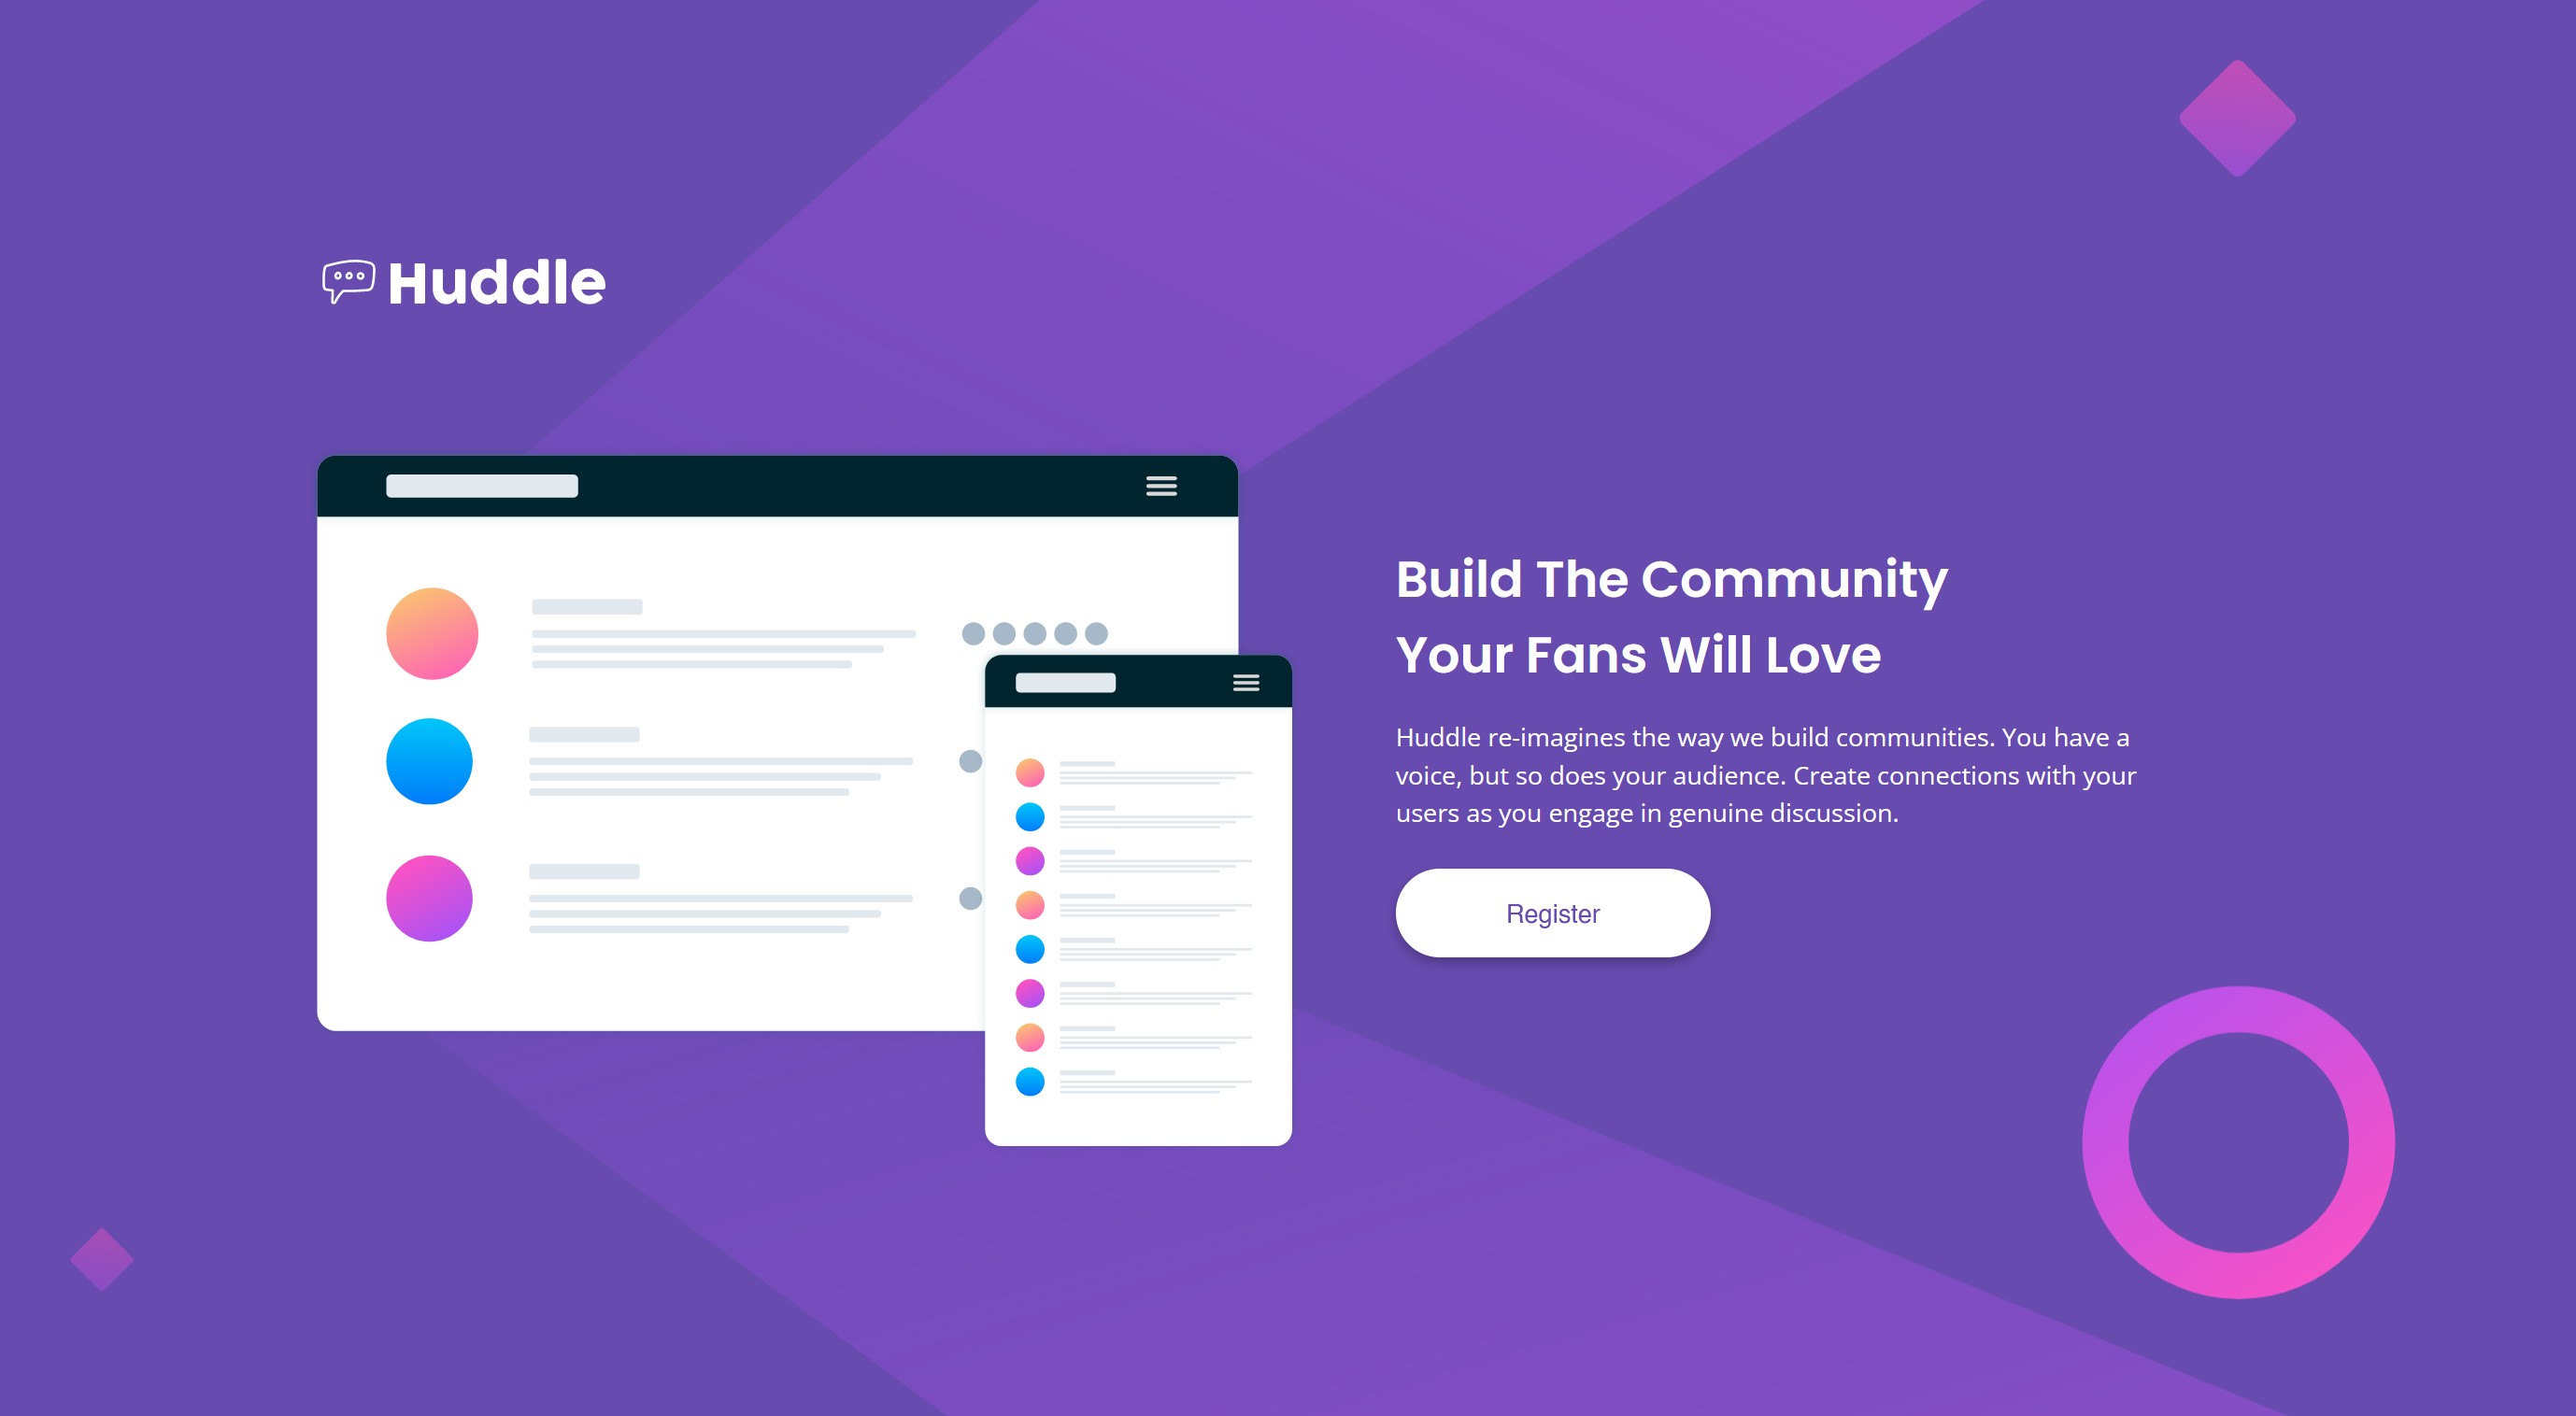 Huddle
Build The Community
Your Fans Will Love
Huddle re-imagines the way we build communities. You have a
voice, but so does your audience. Create connections with your
users as you engage in genuine discussion.
Register